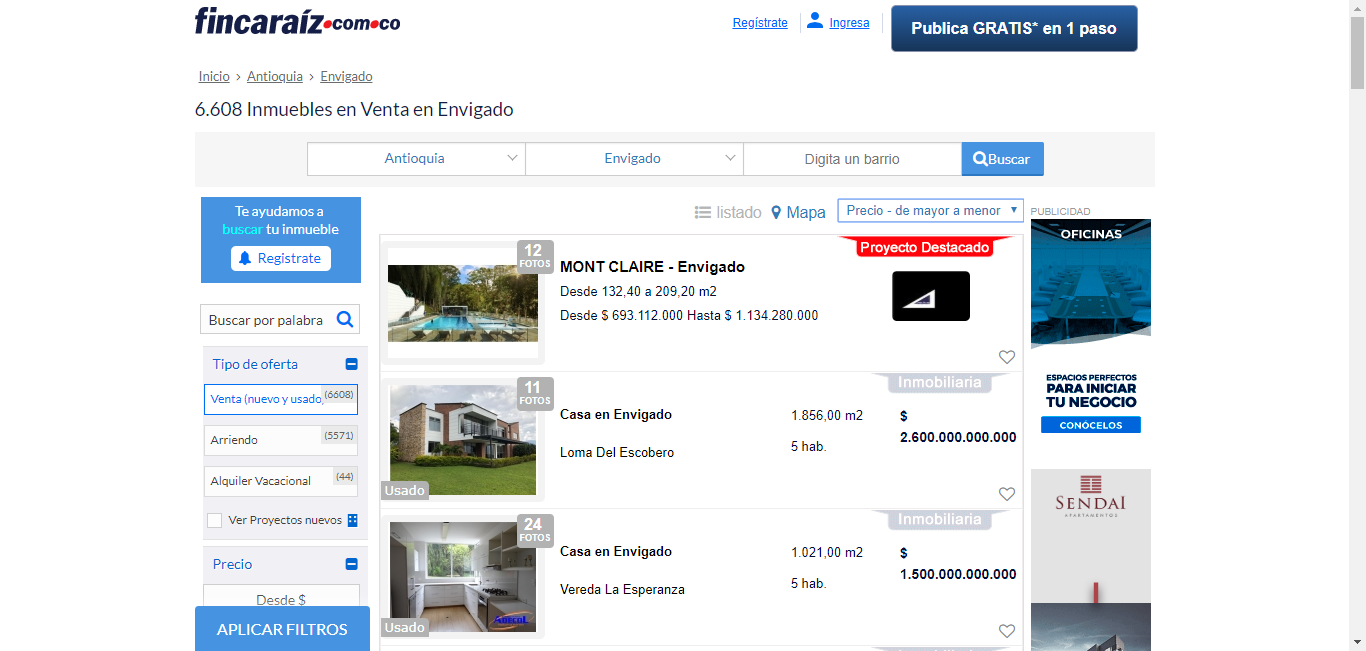 fincaraíz.com.co
Regístrate
Ingresa
Publica GRATIS* en 1 paso
Inicio › Antioquia › Envigado
6.608 Inmuebles en Venta en Envigado
Antioquia
Envigado
Digita un barrio
Buscar
Te ayudamos a
buscar tu inmueble
Registrate
Buscar por palabra
Tipo de oferta
Venta (nuevo y usado)
(6608)
Arriendo
(5571)
Alquiler Vacacional
(44)
Ver Proyectos nuevos
Precio
Desde $
APLICAR FILTROS
listado
Mapa
Precio - de mayor a menor
12
FOTOS
MONT CLAIRE - Envigado
Desde 132,40 a 209,20 m2
Desde $ 693.112.000 Hasta $ 1.134.280.000
Proyecto Destacado
11
FOTOS
Usado
Casa en Envigado
Loma Del Escobero
1.856,00 m2
5 hab.
Inmobiliaria
$
2.600.000.000.000
24
FOTOS
Adecol
Usado
Casa en Envigado
Vereda La Esperanza
1.021,00 m2
5 hab.
Inmobiliaria
$
1.500.000.000.000
PUBLICIDAD
OFICINAS
ESPACIOS PERFECTOS
PARA INICIAR
TU NEGOCIO
CONÓCELOS
SENDAI
APARTAMENTOS